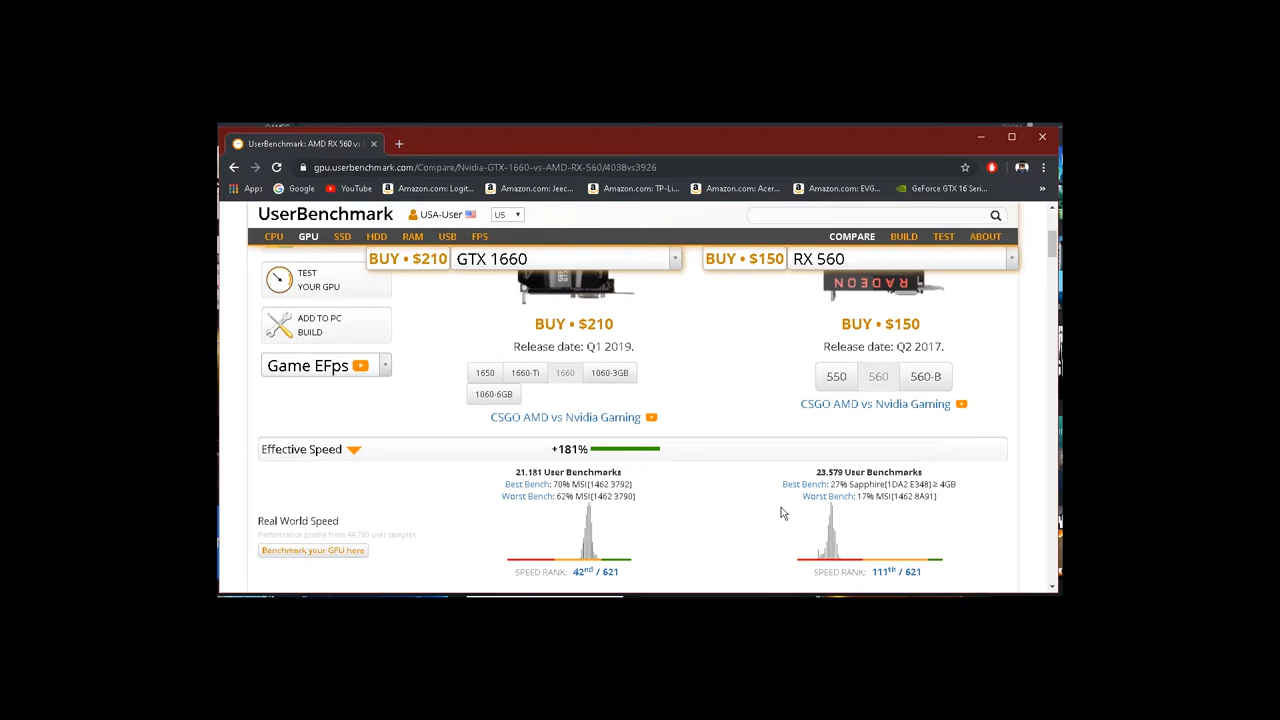 UserBenchmark: AMD RX 560 vs
gpu.userbenchmark.com/Compare/Nvidia-GTX-1660-vs-AMD-RX-560/4038vs3926
Apps Google YouTube Amazon.com: Logit... Amazon.com: Jeec... Amazon.com: TP-Li... Amazon.com: Acer... Amazon.com: EVG... GeForce GTX 16 Seri... »
UserBenchmark USA-User US
CPU GPU SSD HDD RAM USB FPS COMPARE BUILD TEST ABOUT
BUY • $210 GTX 1660 BUY • $150 RX 560
TEST
YOUR GPU
RADEON
ADD TO PC
BUILD
BUY • $210 BUY • $150
Release date: Q1 2019. Release date: Q2 2017.
Game EFps
1650 1660-Ti 1660 1060-3GB 550 560 560-B
1060-6GB
CSGO AMD vs Nvidia Gaming CSGO AMD vs Nvidia Gaming
Effective Speed +181%
21,181 User Benchmarks 23,579 User Benchmarks
Best Bench: 70% MSI(1462 3792) Best Bench: 27% Sapphire(1DA2 E348) ≥ 4GB
Worst Bench: 62% MSI(1462 3790) Worst Bench: 17% MSI(1462 8A91)
Real World Speed
Performance profile from 44,760 user samples
Benchmark your GPU here
SPEED RANK: 42nd / 621 SPEED RANK: 111th / 621